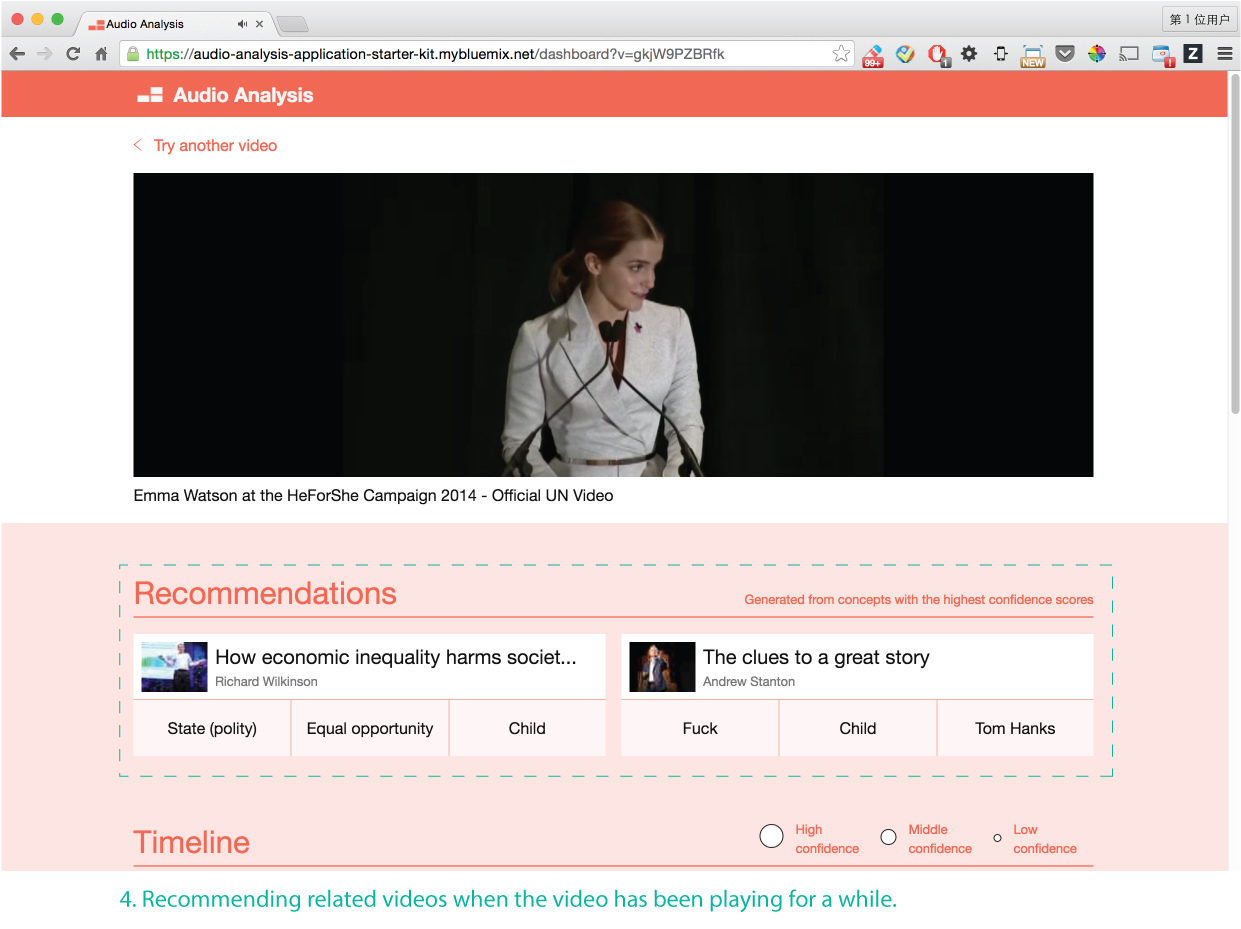 Audio Analysis
第 1 位用户
https://audio-analysis-application-starter-kit.mybluemix.net/dashboard?v=gkjW9PZBRfk
99+
1
NEW
!
Z
Audio Analysis
Try another video
Emma Watson at the HeForShe Campaign 2014 - Official UN Video
Recommendations
Generated from concepts with the highest confidence scores
How economic inequality harms societ...
Richard Wilkinson
State (polity)
Equal opportunity
Child
The clues to a great story
Andrew Stanton
Fuck
Child
Tom Hanks
Timeline
High
confidence
Middle
confidence
Low
confidence
4. Recommending related videos when the video has been playing for a while.